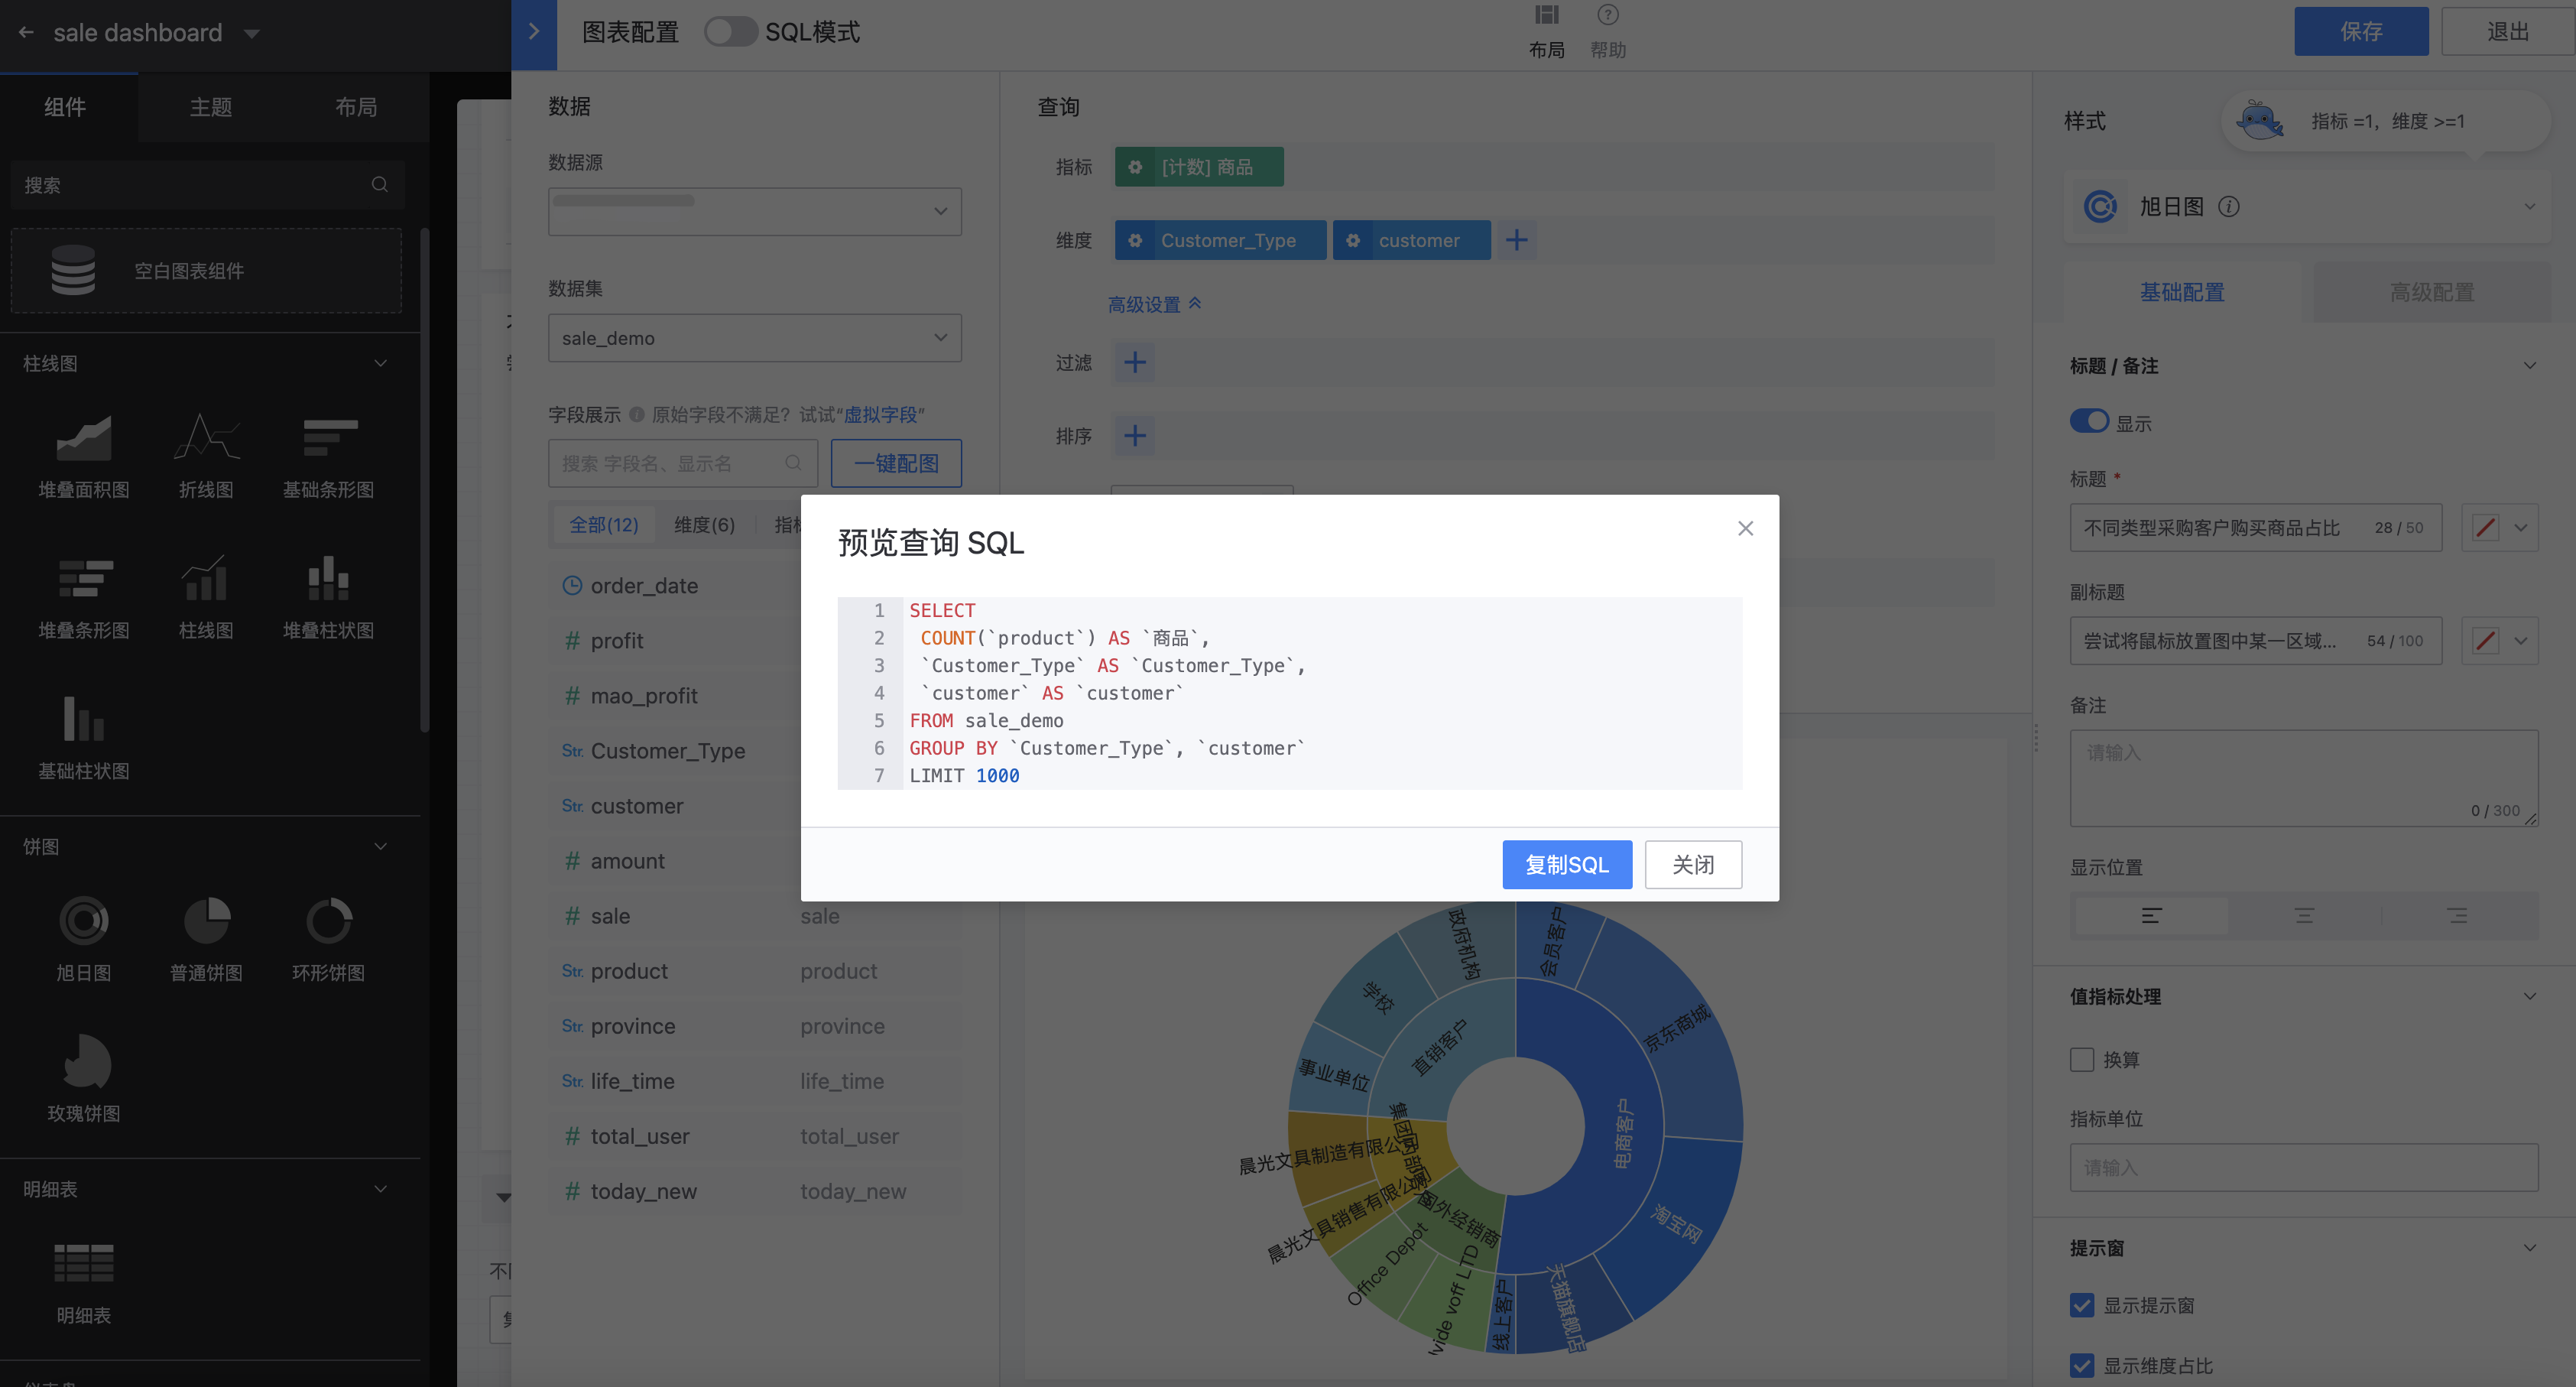 sale dashboard
图表配置
SQL模式
布局
帮助
保存
退出
组件
主题
布局
搜索
空白图表组件
柱线图
堆叠面积图
折线图
基础条形图
堆叠条形图
柱线图
堆叠柱状图
基础柱状图
饼图
旭日图
普通饼图
环形饼图
玫瑰饼图
明细表
明细表
数据
数据源
数据集
sale_demo
字段展示 原始字段不满足？试试“虚拟字段”
搜索 字段名、显示名
一键配图
全部(12)
维度(6)
order_date
# profit
# mao_profit
Str. Customer_Type
Str. customer
# amount
# sale sale
Str. product product
Str. province province
Str. life_time life_time
# total_user total_user
# today_new today_new
查询
指标 [计数] 商品
维度 Customer_Type customer
高级设置
过滤
排序
预览查询 SQL
1 SELECT
2 COUNT(`product`) AS `商品`,
3 `Customer_Type` AS `Customer_Type`,
4 `customer` AS `customer`
5 FROM sale_demo
6 GROUP BY `Customer_Type`, `customer`
7 LIMIT 1000
复制SQL
关闭
会员客户
京东商城
淘宝网
天猫旗舰店
线上客户
电商客户
国外经销商
Office Depot
晨光文具销售有限公司
晨光文具制造有限公司
事业单位
学校
政府机构
直销客户
样式
指标 =1，维度 >=1
旭日图
基础配置
高级配置
标题 / 备注
显示
标题 *
不同类型采购客户购买商品占比 28 / 50
副标题
尝试将鼠标放置图中某一区域... 54 / 100
备注
请输入
0 / 300
显示位置
值指标处理
换算
指标单位
请输入
提示窗
显示提示窗
显示维度占比